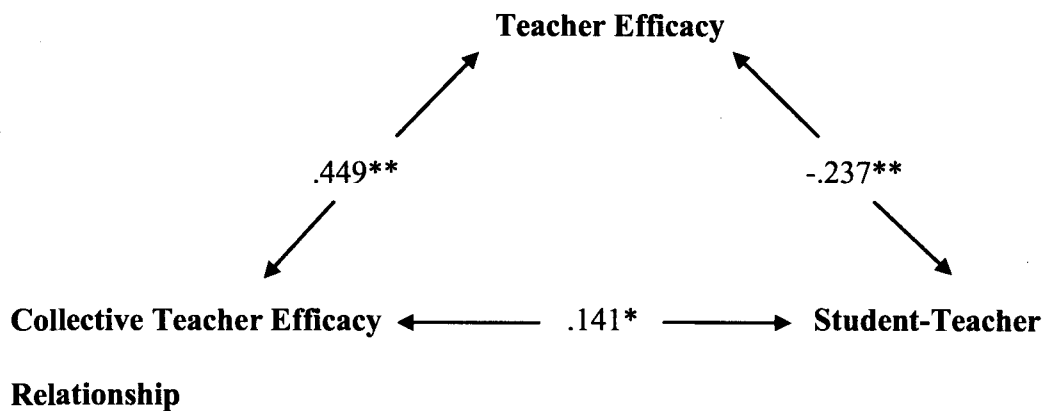 Teacher Efficacy
.449**
-.237**
Collective Teacher Efficacy
.141*
Student-Teacher
Relationship